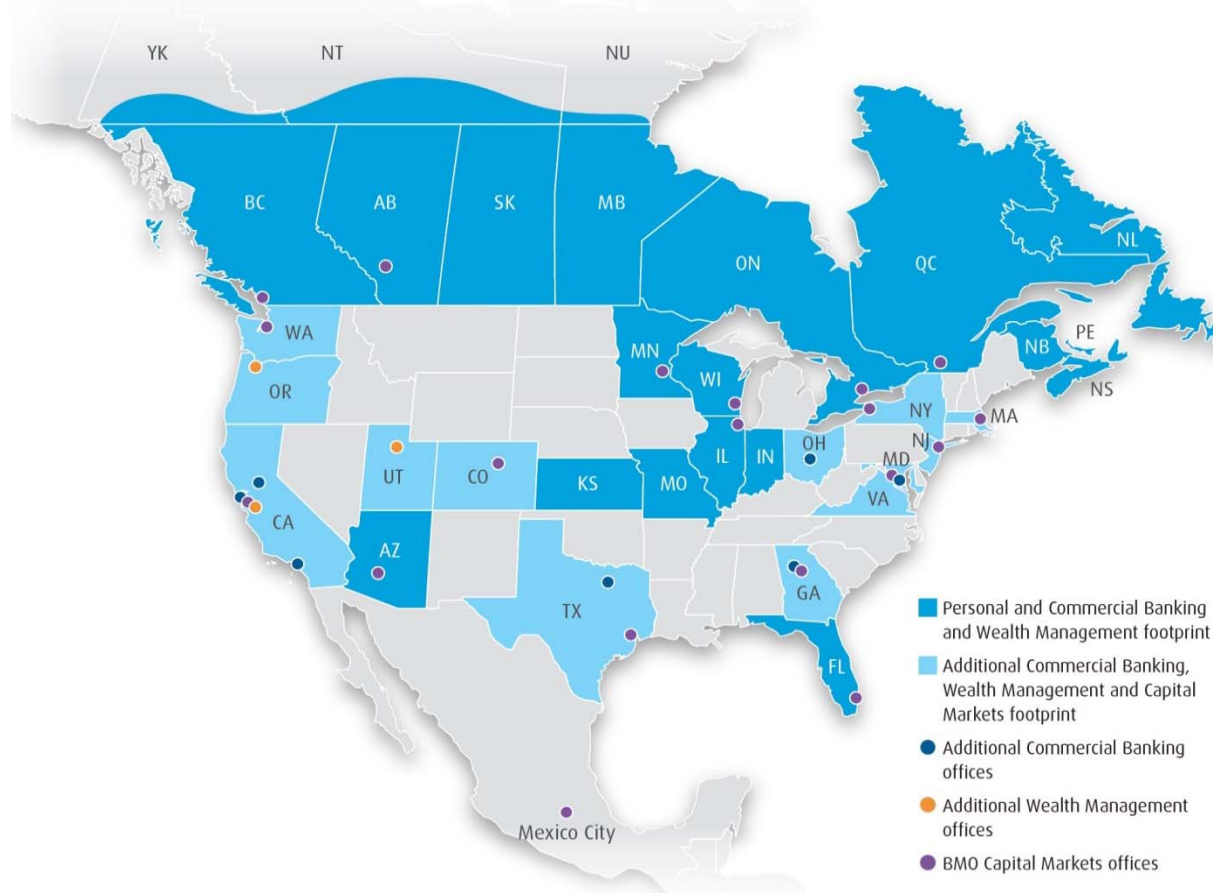 YK
NT
NU
BC
AB
SK
MB
ON
QC
NL
PE
NB
NS
WA
OR
MN
WI
NY
MA
NJ
OH
MD
VA
IL
IN
UT
CO
KS
MO
CA
AZ
TX
GA
FL
Mexico City
Personal and Commercial Banking
and Wealth Management footprint
Additional Commercial Banking,
Wealth Management and Capital
Markets footprint
Additional Commercial Banking
offices
Additional Wealth Management
offices
BMO Capital Markets offices